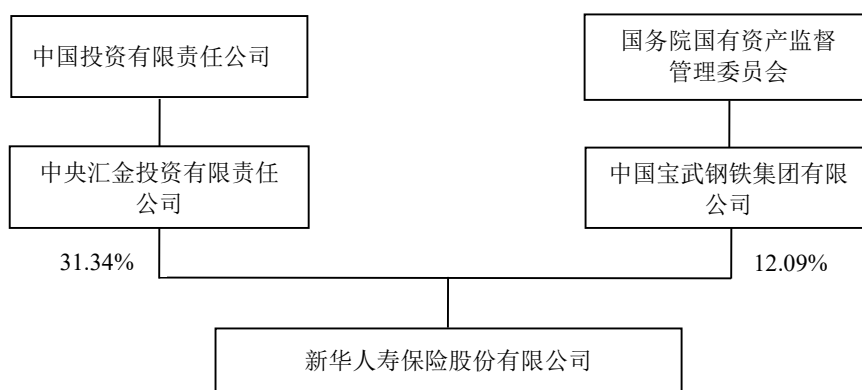 中国投资有限责任公司
国务院国有资产监督
管理委员会
中央汇金投资有限责任
公司
中国宝武钢铁集团有限
公司
31.34%
12.09%
新华人寿保险股份有限公司